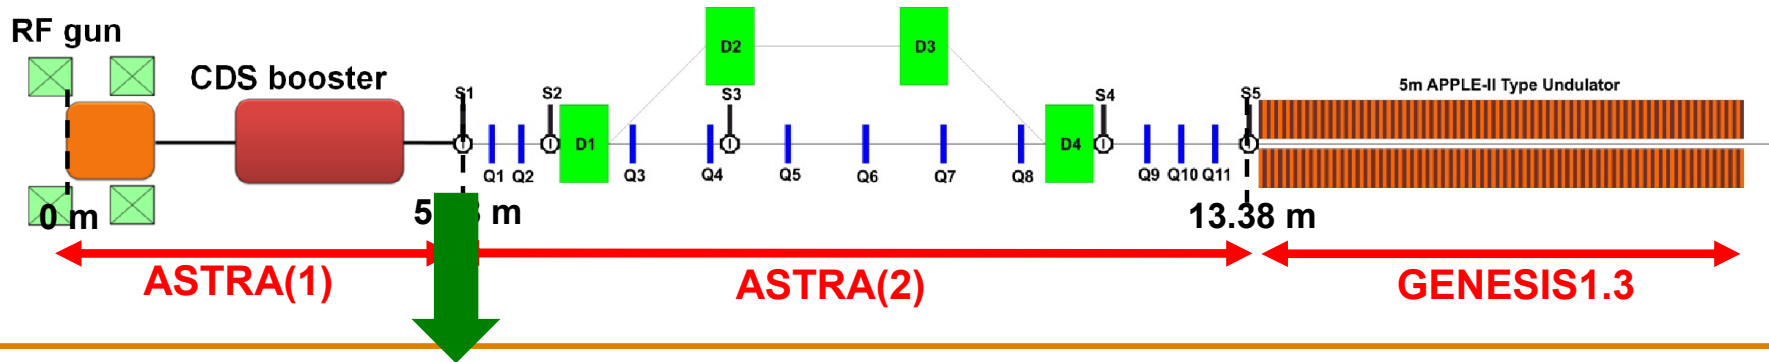 RF gun
CDS booster
D2
D3
5m APPLE-II Type Undulator
S1
S2
S3
S4
S5
D1
D4
Q1
Q2
Q3
Q4
Q5
Q6
Q7
Q8
Q9
Q10
Q11
0 m
m
13.38 m
ASTRA(1)
ASTRA(2)
GENESIS1.3